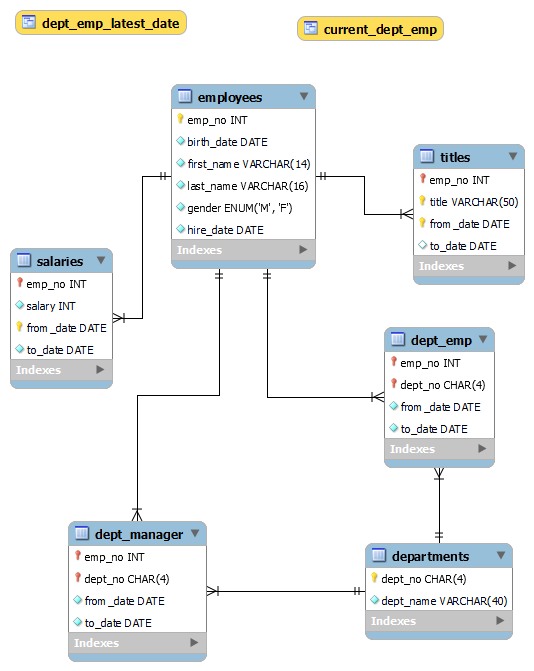 dept_emp_latest_date
current_dept_emp
employees
emp_no INT
birth_date DATE
first_name VARCHAR(14)
last_name VARCHAR(16)
gender ENUM('M', 'F')
hire_date DATE
Indexes
titles
emp_no INT
title VARCHAR(50)
from_date DATE
to_date DATE
Indexes
salaries
emp_no INT
salary INT
from_date DATE
to_date DATE
Indexes
dept_emp
emp_no INT
dept_no CHAR(4)
from_date DATE
to_date DATE
Indexes
dept_manager
emp_no INT
dept_no CHAR(4)
from_date DATE
to_date DATE
Indexes
departments
dept_no CHAR(4)
dept_name VARCHAR(40)
Indexes